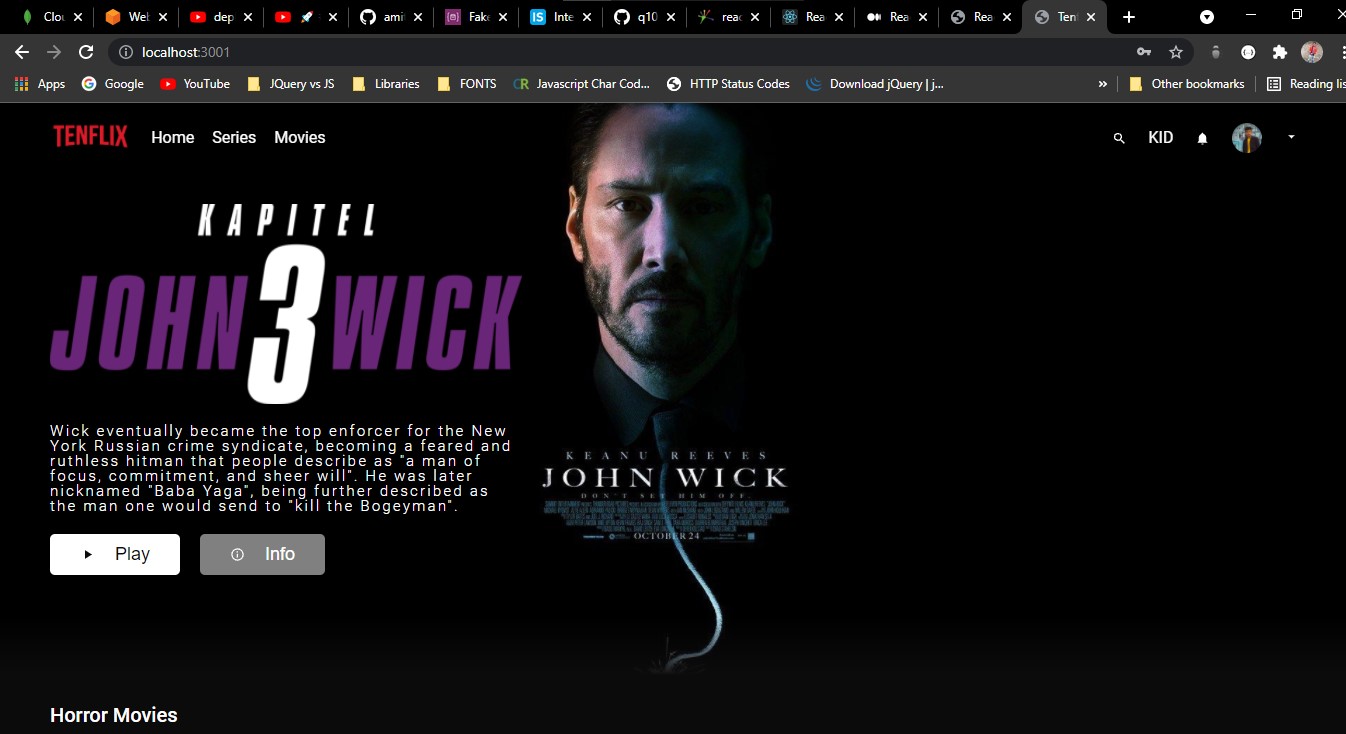 Clou
Web
dep
ami
Fake
Inte
q10
reac
Rea
Rea
Rea
Ten
localhost:3001
Apps
Google
YouTube
JQuery vs JS
Libraries
FONTS
Javascript Char Cod...
HTTP Status Codes
Download jQuery | j...
»
Other bookmarks
Reading lis
TENFLIX
Home
Series
Movies
KID
KAPITEL
JOHN 3 WICK
Wick eventually became the top enforcer for the New
York Russian crime syndicate, becoming a feared and
ruthless hitman that people describe as "a man of
focus, commitment, and sheer will". He was later
nicknamed "Baba Yaga", being further described as
the man one would send to "kill the Bogeyman".
Play
Info
KEANU REEVES
JOHN WICK
DON'T SET HIM OFF.
OCTOBER 24
Horror Movies